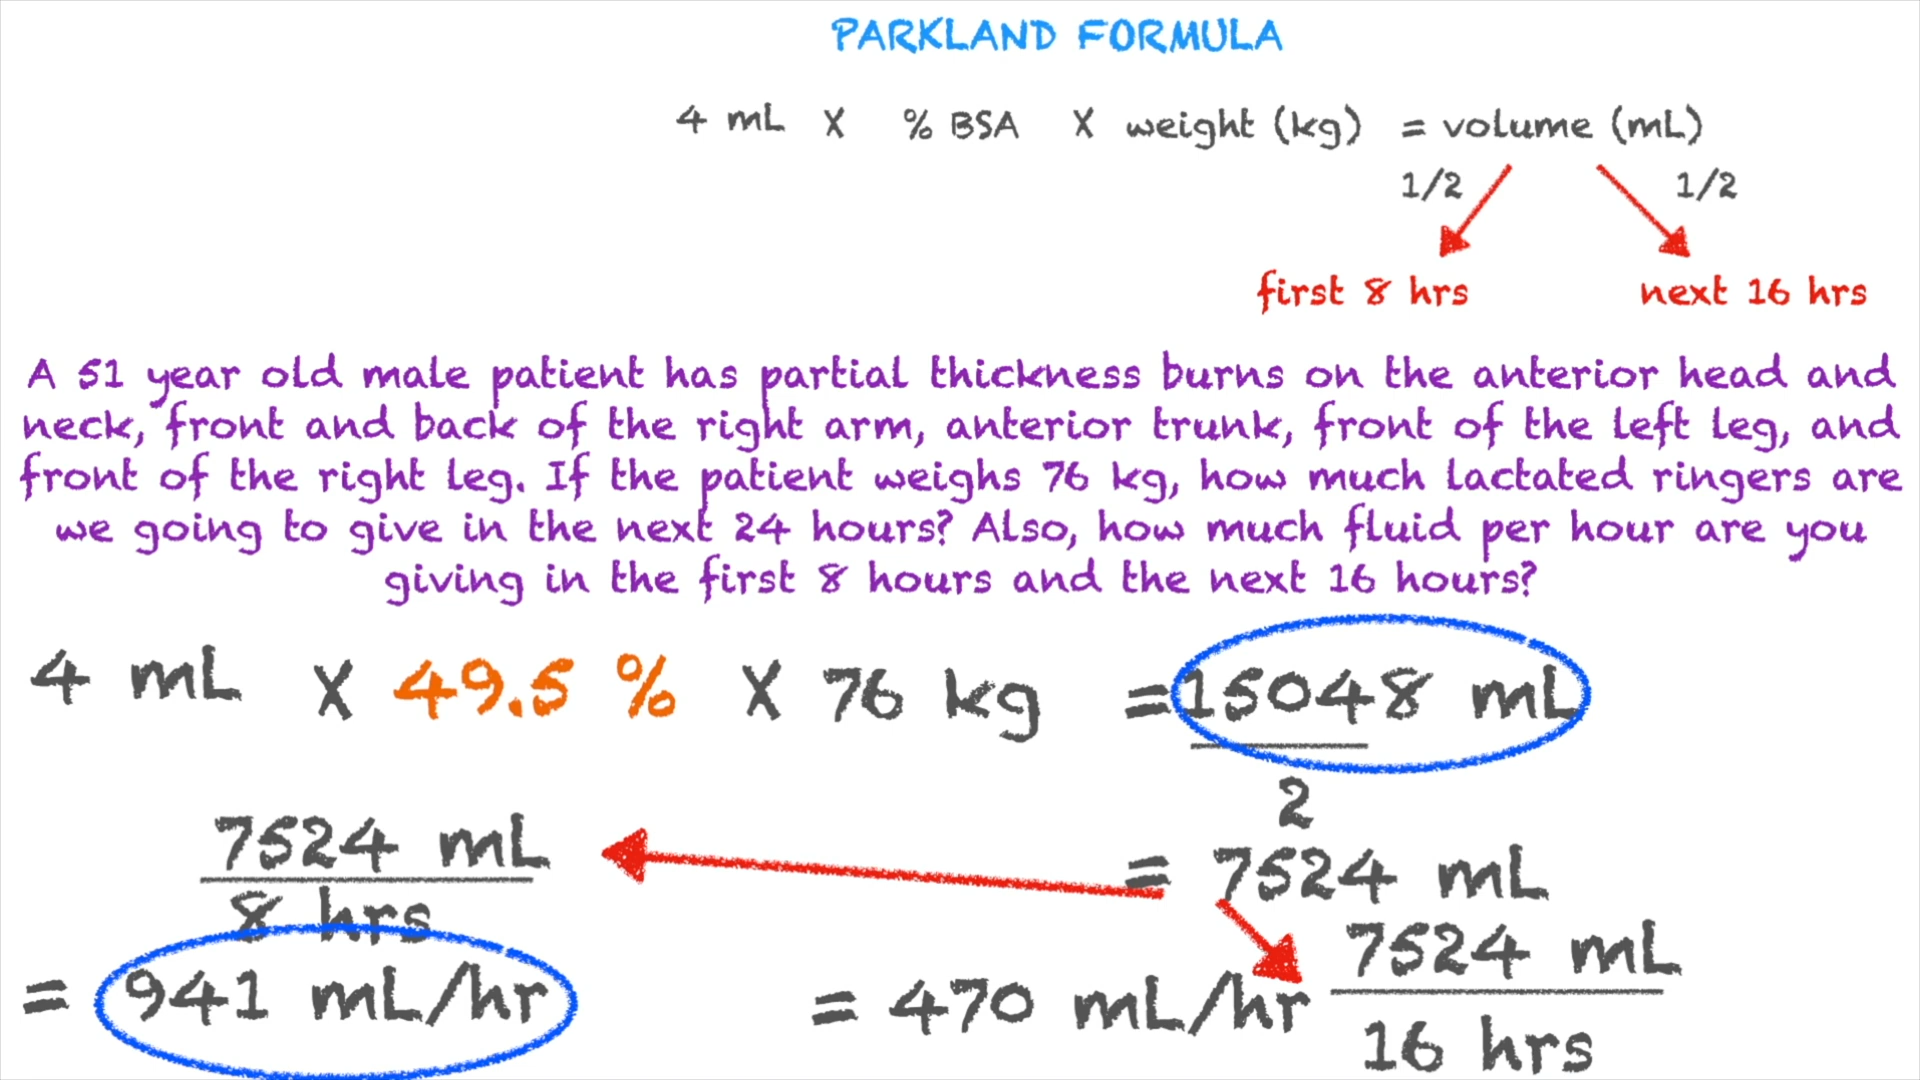 PARKLAND FORMULA
4 mL X % BSA X weight (kg) = volume (mL)
1/2 1/2
first 8 hrs next 16 hrs
A 51 year old male patient has partial thickness burns on the anterior head and
neck, front and back of the right arm, anterior trunk, front of the left leg, and
front of the right leg. If the patient weighs 76 kg, how much lactated ringers are
we going to give in the next 24 hours? Also, how much fluid per hour are you
giving in the first 8 hours and the next 16 hours?
4 mL X 49.5 % X 76 kg = 15048 mL
2
7524 mL = 7524 mL
8 hrs 7524 mL
= 941 mL/hr = 470 mL/hr
16 hrs